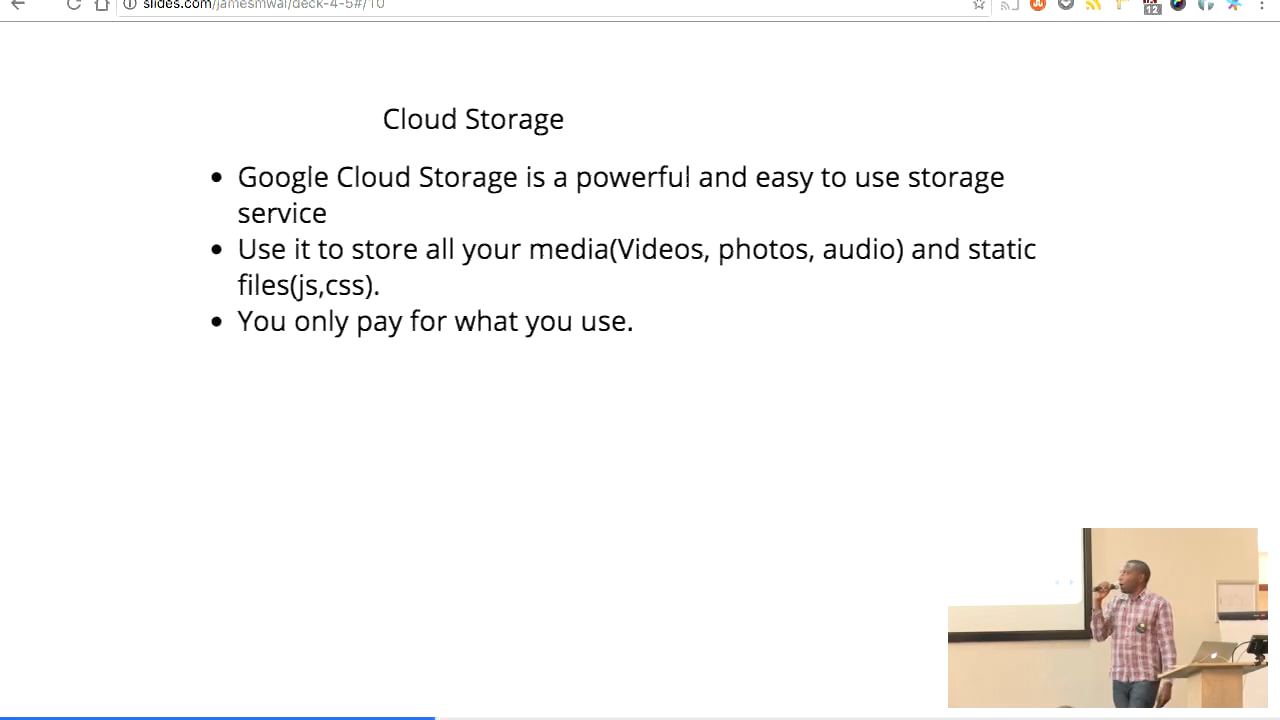 slides.com/jamesmwai/deck-4-5#/10
12
Cloud Storage
• Google Cloud Storage is a powerful and easy to use storage
service
• Use it to store all your media(Videos, photos, audio) and static
files(js,css).
• You only pay for what you use.